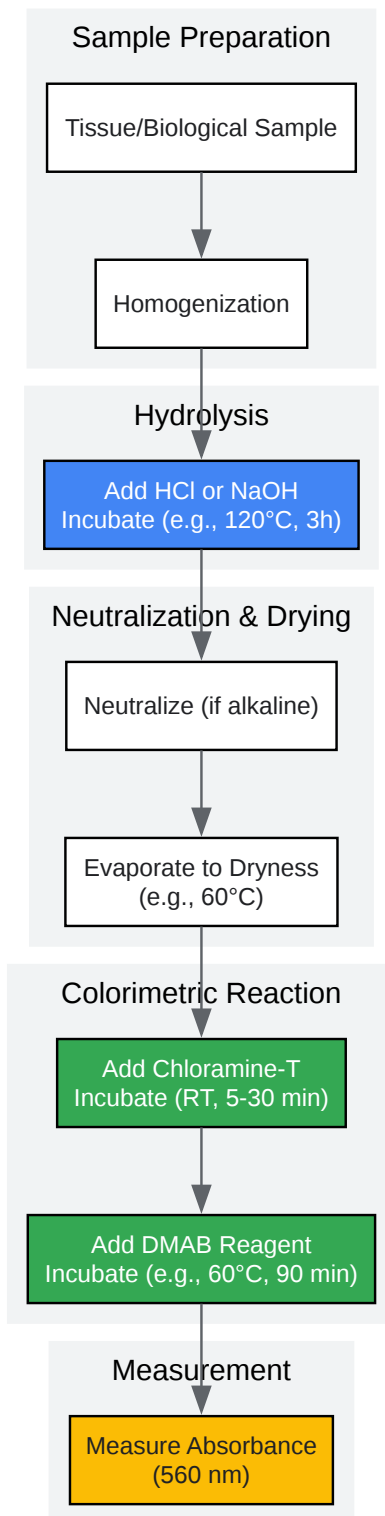 Sample Preparation
Tissue/Biological Sample
Homogenization
Hydrolysis
Add HCl or NaOH
Incubate (e.g., 120°C, 3h)
Neutralization & Drying
Neutralize (if alkaline)
Evaporate to Dryness
(e.g., 60°C)
Colorimetric Reaction
Add Chloramine-T
Incubate (RT, 5-30 min)
Add DMAB Reagent
Incubate (e.g., 60°C, 90 min)
Measurement
Measure Absorbance
(560 nm)